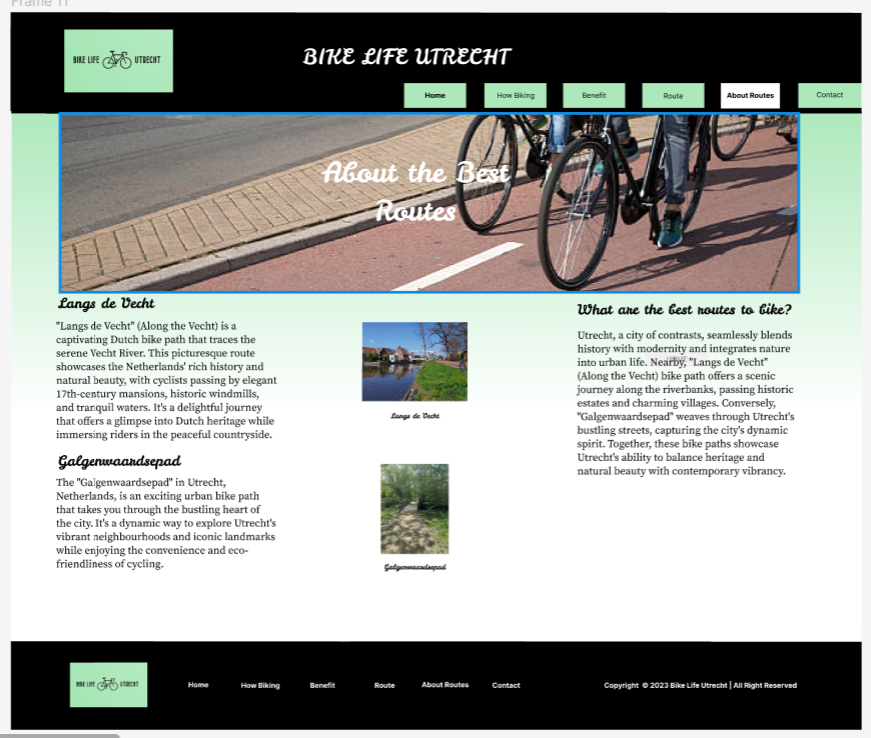 Frame 11
BIKE LIFE UTRECHT
BIKE LIFE UTRECHT
Home How Biking Benefit Route About Routes Contact
About the Best
Routes
Langs de Vecht
"Langs de Vecht" (Along the Vecht) is a
captivating Dutch bike path that traces the
serene Vecht River. This picturesque route
showcases the Netherlands' rich history and
natural beauty, with cyclists passing by elegant
17th-century mansions, historic windmills,
and tranquil waters. It's a delightful journey
that offers a glimpse into Dutch heritage while
immersing riders in the peaceful countryside.
Galgenwaardsepad
The "Galgenwaardsepad" in Utrecht,
Netherlands, is an exciting urban bike path
that takes you through the bustling heart of
the city. It's a dynamic way to explore Utrecht's
vibrant neighbourhoods and iconic landmarks
while enjoying the convenience and eco-
friendliness of cycling.
Langs de Vecht
Galgenwaardsepad
What are the best routes to bike?
Utrecht, a city of contrasts, seamlessly blends
history with modernity and integrates nature
into urban life. Nearby, "Langs de Vecht"
(Along the Vecht) bike path offers a scenic
journey along the riverbanks, passing historic
estates and charming villages. Conversely,
"Galgenwaardsepad" weaves through Utrecht's
bustling streets, capturing the city's dynamic
spirit. Together, these bike paths showcase
Utrecht's ability to balance heritage and
natural beauty with contemporary vibrancy.
BIKE LIFE UTRECHT
Home How Biking Benefit Route About Routes Contact
Copyright © 2023 Bike Life Utrecht | All Right Reserved